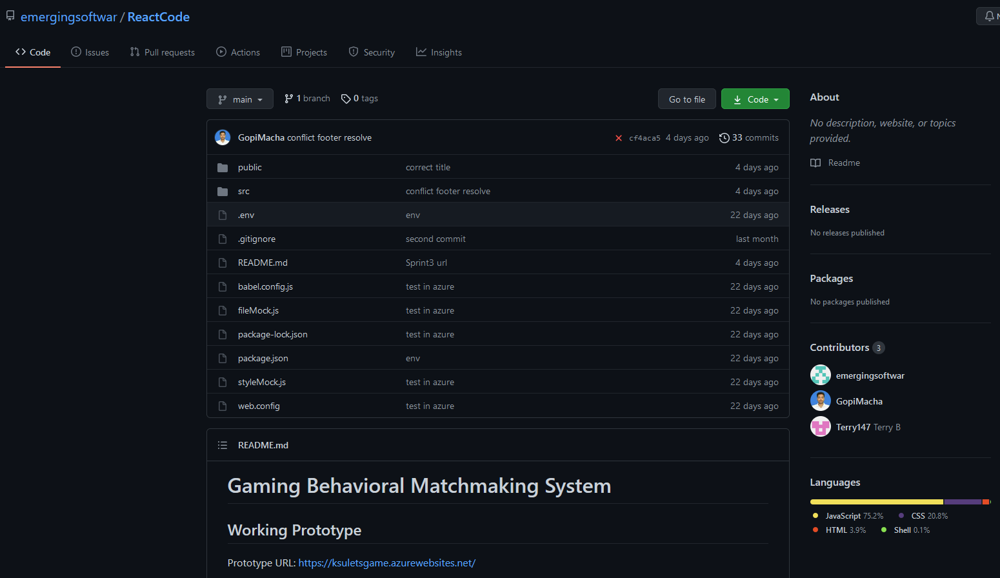 emergingsoftwar / ReactCode
N
Code Issues Pull requests Actions Projects Security Insights
main 1 branch 0 tags Go to file Code
GopiMacha conflict footer resolve cf4aca5 4 days ago 33 commits
public correct title 4 days ago
src conflict footer resolve 4 days ago
.env env 22 days ago
.gitignore second commit last month
README.md Sprint3 url 4 days ago
babel.config.js test in azure 22 days ago
fileMock.js test in azure 22 days ago
package-lock.json test in azure 22 days ago
package.json env 22 days ago
styleMock.js test in azure 22 days ago
web.config test in azure 22 days ago
README.md
Gaming Behavioral Matchmaking System
Working Prototype
Prototype URL: https://ksuletsgame.azurewebsites.net/
About
No description, website, or topics
provided.
Readme
Releases
No releases published
Packages
No packages published
Contributors 3
emergingsoftwar
GopiMacha
Terry147 Terry B
Languages
JavaScript 75.2% CSS 20.8%
HTML 3.9% Shell 0.1%